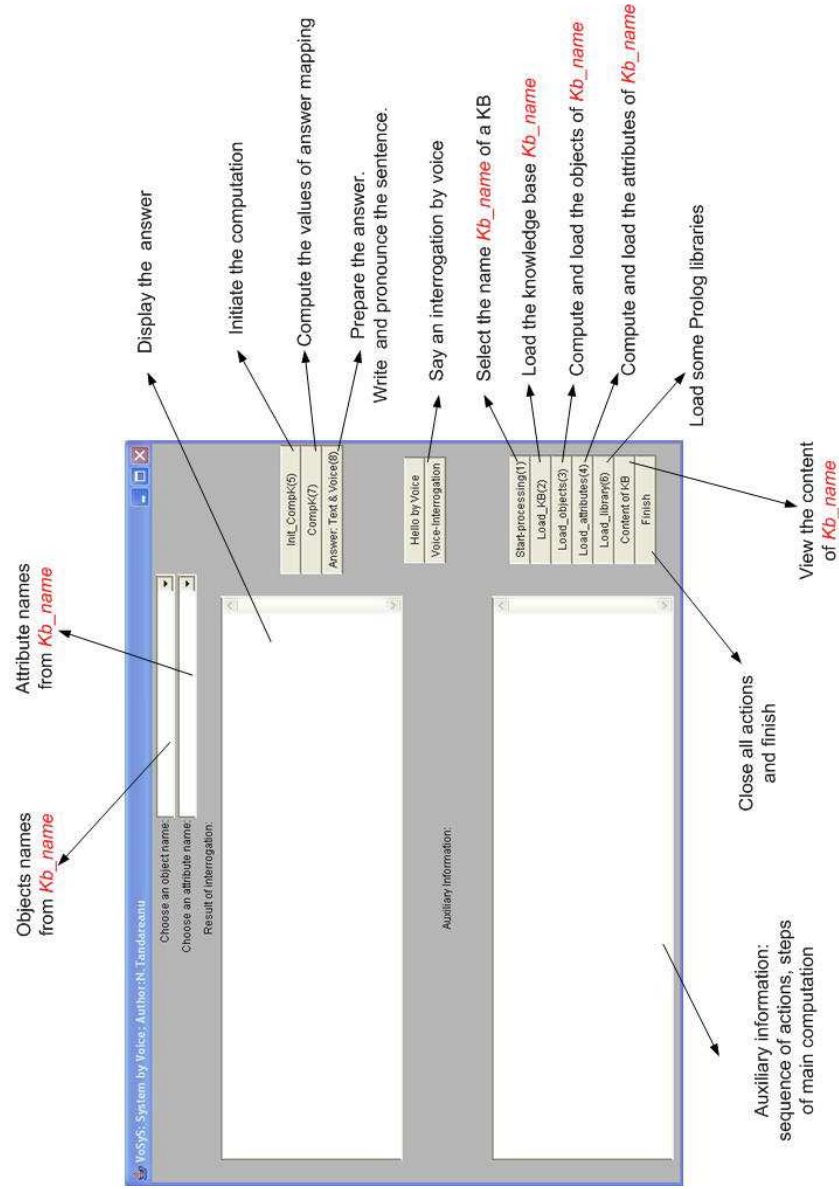 Objects names
from Kb_name
Attribute names
from Kb_name
VoSyS: System by Voice; Author:N.Tandareanu
Choose an object name:
Choose an attribute name:
Result of interrogation:
Init_CompK(5)
CompK(7)
Answer: Text & Voice(8)
Hello by Voice
Voice-Interrogation
Auxiliary Information:
Start-processing(1)
Load_KB(2)
Load_objects(3)
Load_attributes(4)
Load_library(6)
Content of KB
Finish
Display the answer
Initiate the computation
Compute the values of answer mapping
Prepare the answer.
Write and pronounce the sentence.
Say an interrogation by voice
Select the name Kb_name of a KB
Load the knowledge base Kb_name
Compute and load the objects of Kb_name
Compute and load the attributes of Kb_name
Load some Prolog libraries
Auxiliary information:
sequence of actions, steps
of main computation
Close all actions
and finish
View the content
of Kb_name